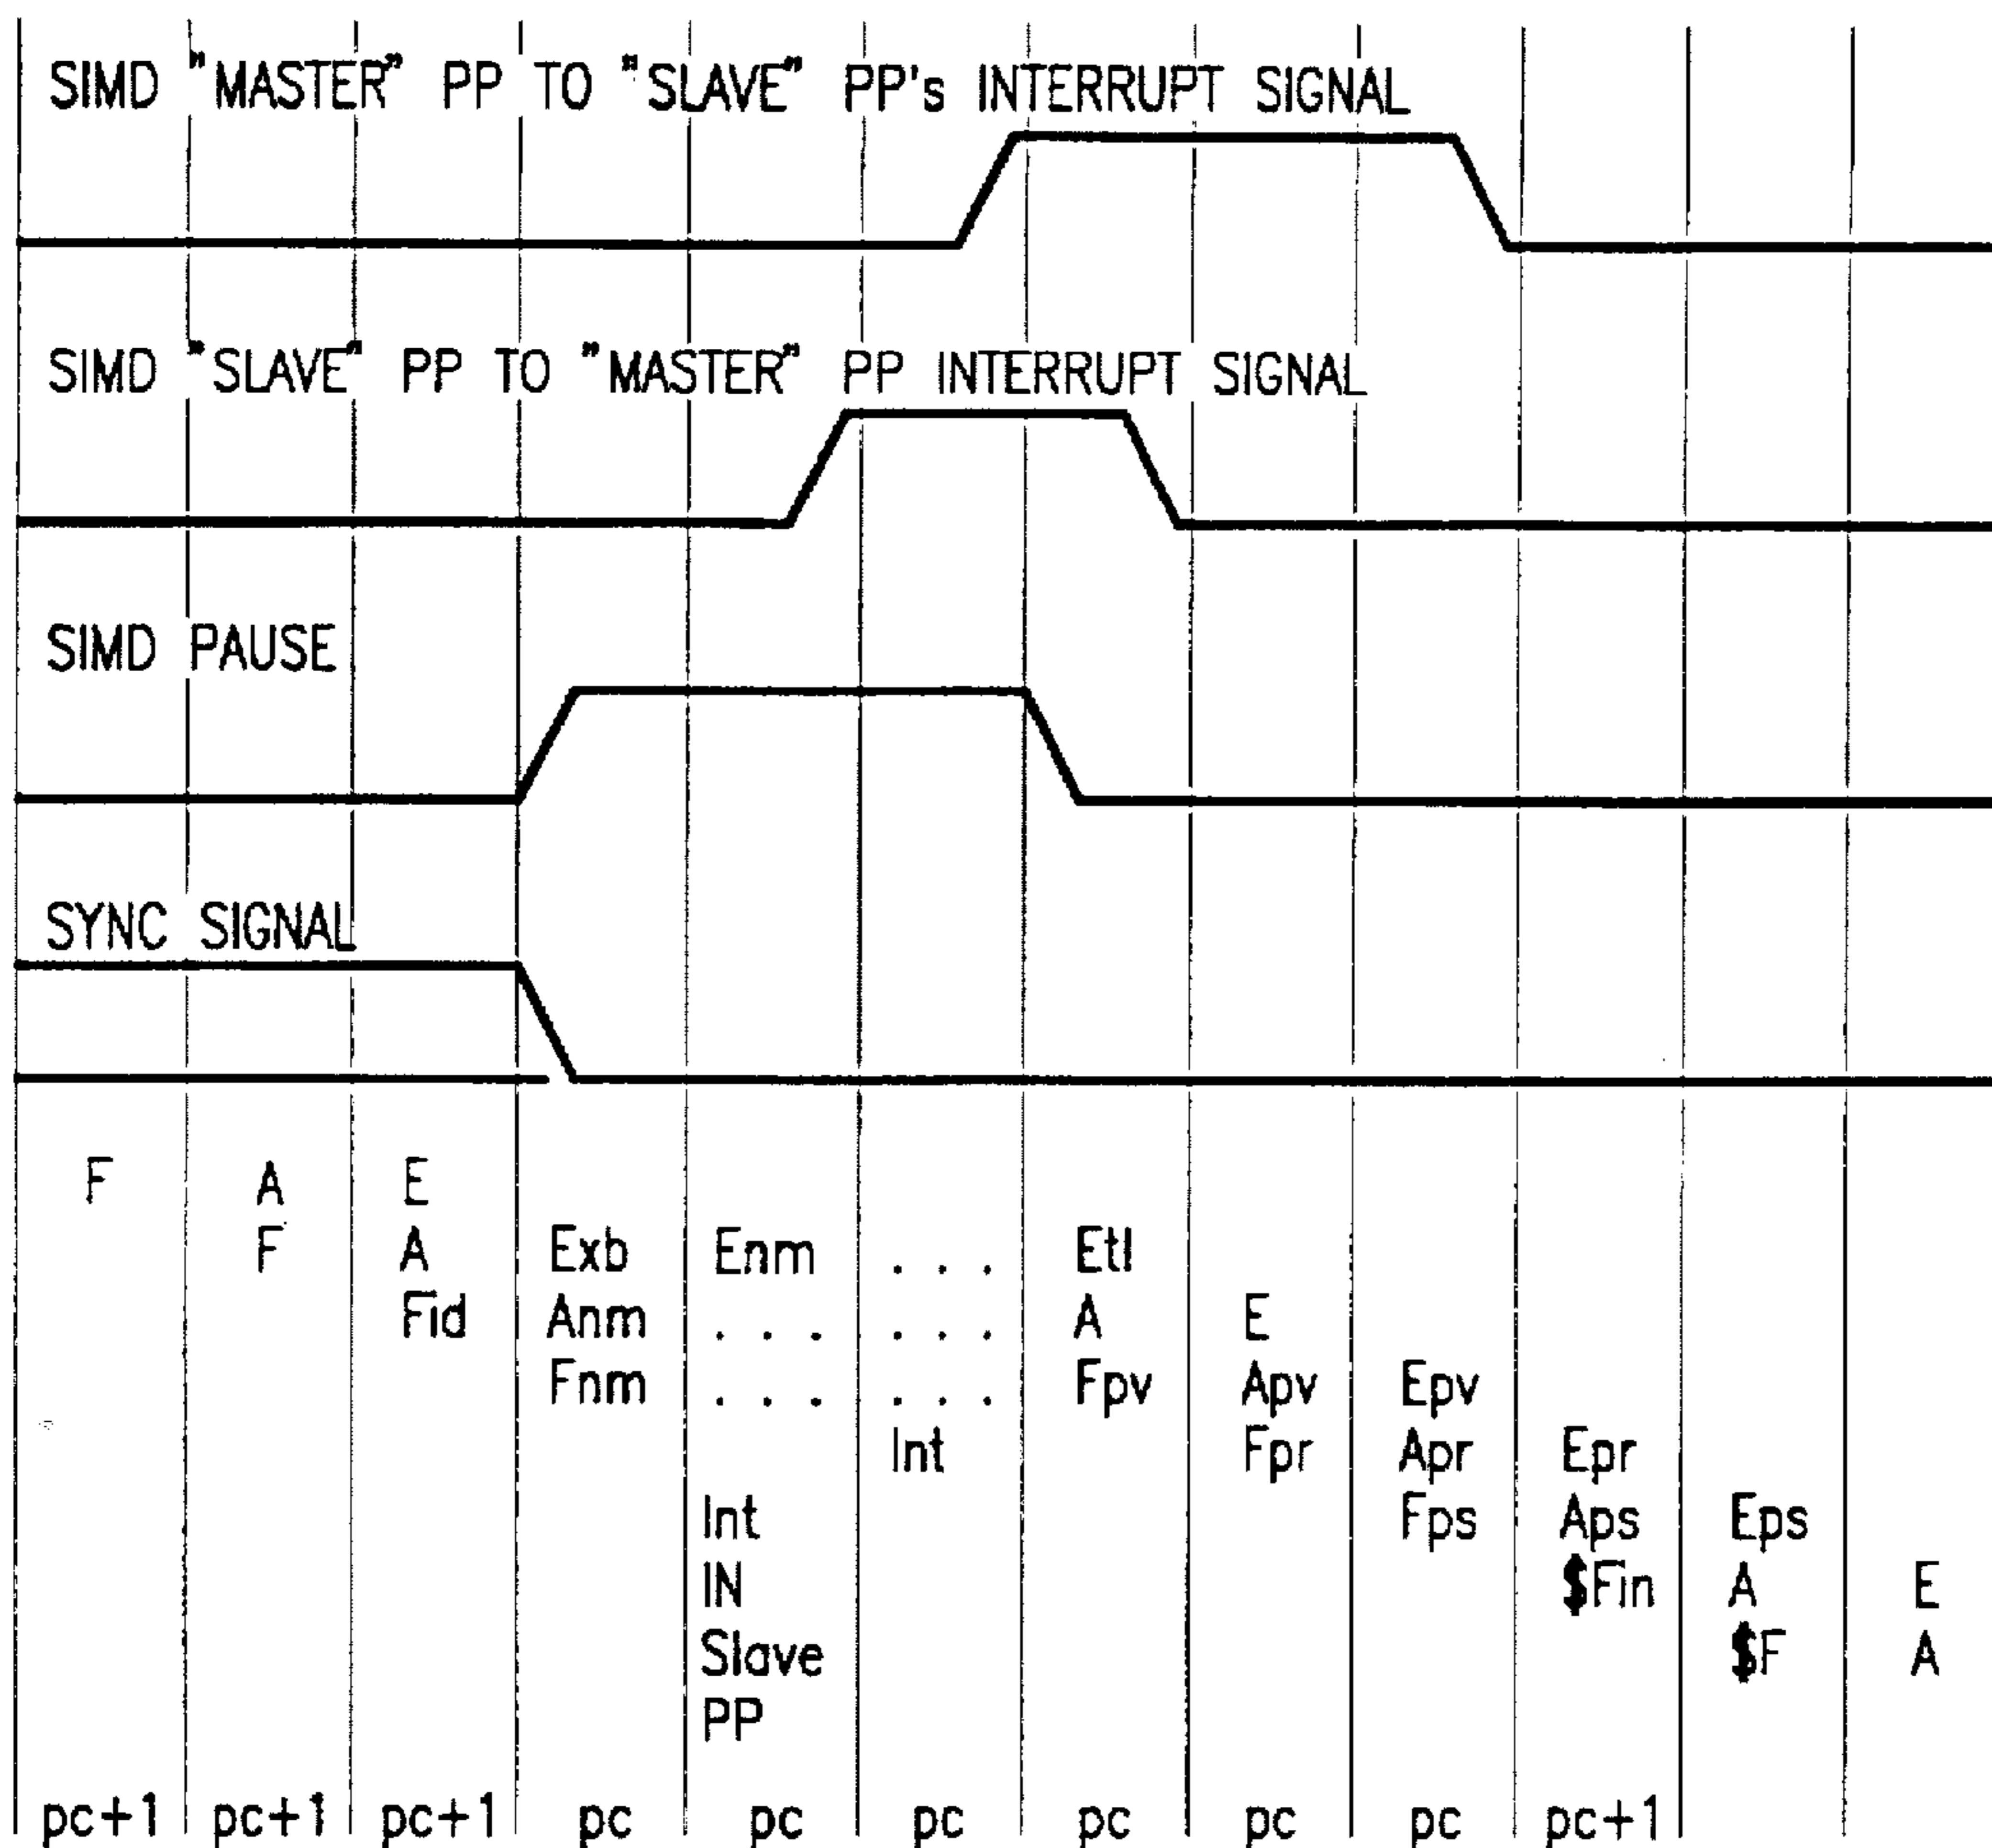 SIMD "MASTER" PP TO "SLAVE" PP's INTERRUPT SIGNAL
SIMD "SLAVE" PP TO "MASTER" PP INTERRUPT SIGNAL
SIMD PAUSE
SYNC SIGNAL
F A E
F A Exb Enm . . . Etl
Fid Anm . . . . . . A E
Fnm . . . . . . Fpv Apv Epv
Int Fpr Apr Epr
Int Fps Aps Eps
IN $Fin A E
Slave $F A
PP
pc+1 pc+1 pc+1 pc pc pc pc pc pc pc+1